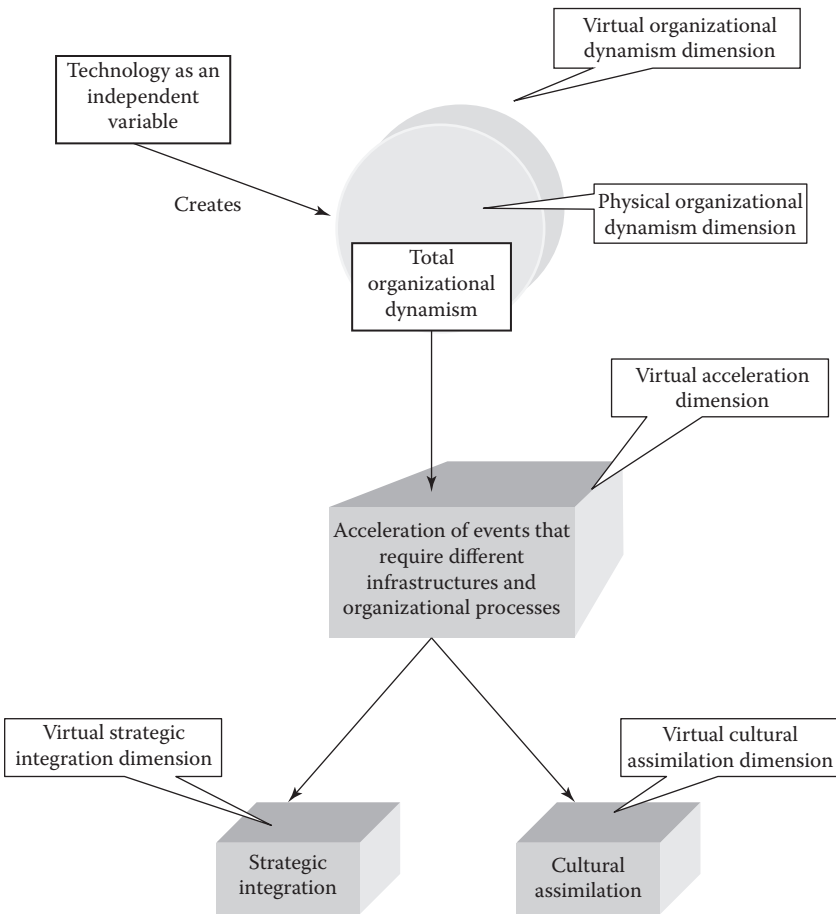 Virtual organizational
dynamism dimension
Technology as an
independent
variable
Creates
Physical organizational
dynamism dimension
Total
organizational
dynamism
Virtual acceleration
dimension
Acceleration of events that
require different
infrastructures and
organizational processes
Virtual strategic
integration dimension
Virtual cultural
assimilation dimension
Strategic
integration
Cultural
assimilation